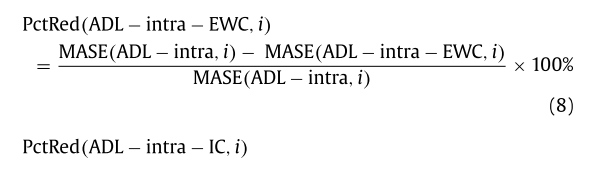 PctRed(ADL – intra – EWC, i)
= MASE(ADL – intra, i) – MASE(ADL – intra – EWC, i)
MASE(ADL – intra, i)
× 100%
(8)
PctRed(ADL – intra – IC, i)